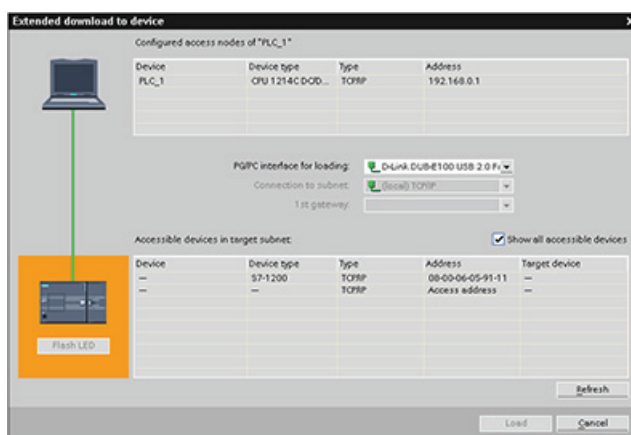 Extended download to device
Configured access nodes of "PLC_1"
Device Device type Type Address
PLC_1 CPU 1214C DC/D... TCP/IP 192.168.0.1
PG/PC interface for loading: D-Link DUB-E100 USB 2.0 Fa
Connection to subnet: (local) TCP/IP
1st gateway:
Accessible devices in target subnet: Show all accessible devices
Device Device type Type Address Target device
— S7-1200 TCP/IP 08-00-06-05-91-11 —
— — TCP/IP Access address —
Flash LED
Refresh
Load Cancel